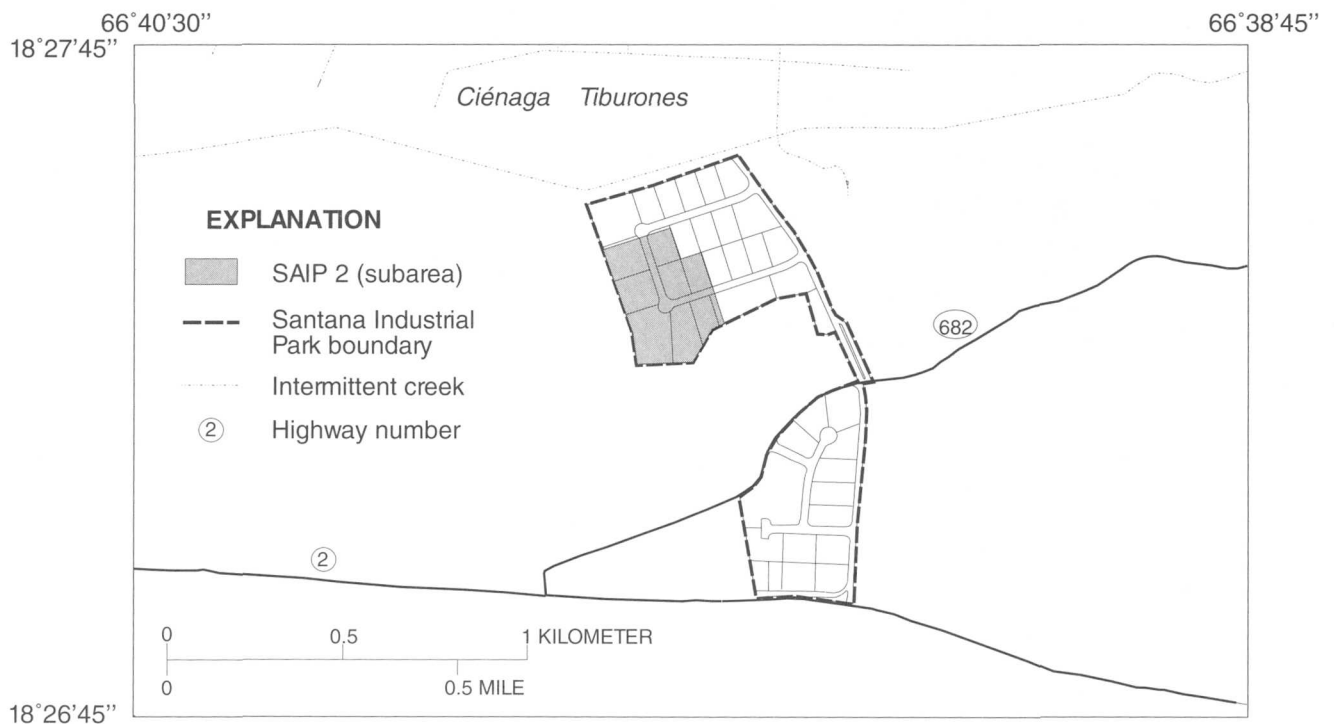 66˚40'30"
66˚38'45"
18˚27'45"
Ciénaga Tiburones
EXPLANATION
SAIP 2 (subarea)
Santana Industrial
Park boundary
Intermittent creek
2 Highway number
682
2
0 0.5 1 KILOMETER
0 0.5 MILE
18˚26'45"